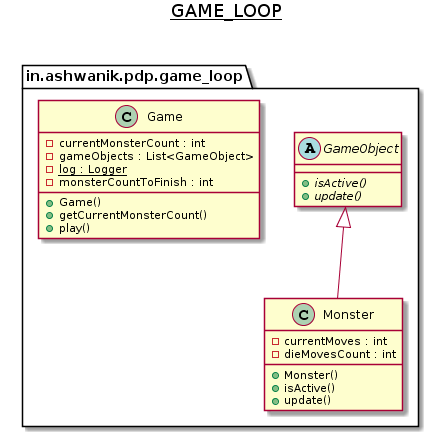 GAME_LOOP
in.ashwanik.pdp.game_loop
C Game
currentMonsterCount : int
gameObjects : List<GameObject>
log : Logger
monsterCountToFinish : int
Game()
getCurrentMonsterCount()
play()
A GameObject
isActive()
update()
C Monster
currentMoves : int
dieMovesCount : int
Monster()
isActive()
update()